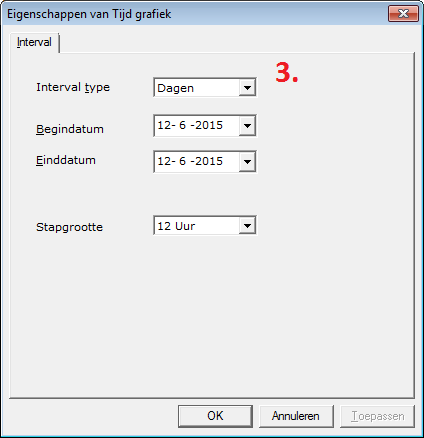 Eigenschappen van Tijd grafiek
Interval
3.
Interval type Dagen
Begindatum 12- 6 -2015
Einddatum 12- 6 -2015
Stapgrootte 12 Uur
OK Annuleren Toepassen